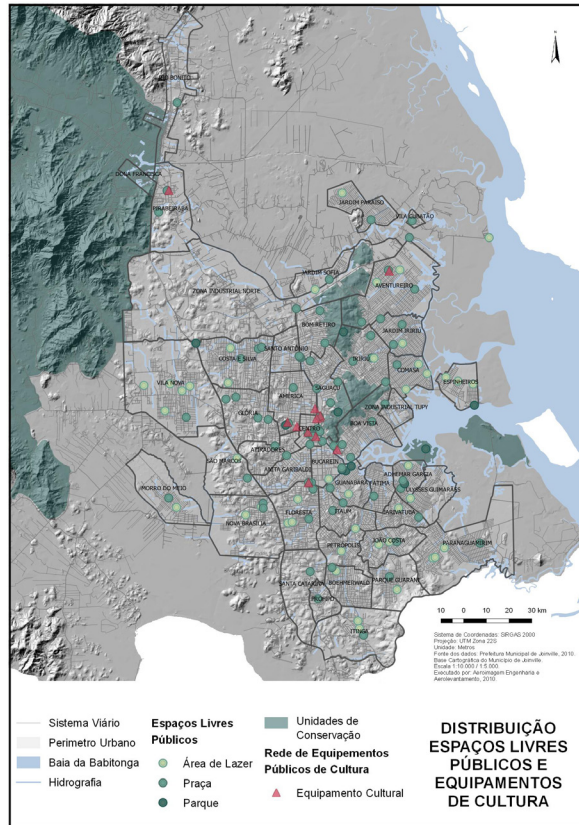 N
RIO BONITO
DONA FRANCISCA
PIRABEIRABA
JARDIM PARAÍSO
VILA CUBATÃO
JARDIM SOFIA
ZONA INDUSTRIAL NORTE
AVENTUREIRO
BOM RETIRO
JARDIM IRIRIÚ
SANTO ANTÔNIO
COSTA E SILVA
IRIRIÚ
COMASA
ESPINHEIROS
VILA NOVA
AMÉRICA
SAGUAÇU
ZONA INDUSTRIAL TUPY
GLÓRIA
CENTRO
BOA VISTA
ATIRADORES
BUCAREIN
SÃO MARCOS
ANITA GARIBALDI
ADHEMAR GARCIA
GUANABARA
FÁTIMA
ULYSSES GUIMARÃES
MORRO DO MEIO
FLORESTA
ITAUM
JARIVATUBA
NOVA BRASÍLIA
PETRÓPOLIS
JOÃO COSTA
PARANAGUAMIRIM
SANTA CATARINA
BOEHMERWALD
PARQUE GUARANI
PROFIPO
ITINGA
10 0 10 20 30 km
Sistema de Coordenadas: SIRGAS 2000
Projeção: UTM Zona 22S
Unidade: Metros
Fonte dos dados: Prefeitura Municipal de Joinville, 2010.
Base Cartográfica do Município de Joinville
Escala 1:10.000 / 1:5.000.
Executado por: Aeroimagem Engenharia e
Aerolevantamento, 2010.
Sistema Viário
Perimetro Urbano
Baia da Babitonga
Hidrografia
Espaços Livres
Públicos
Área de Lazer
Praça
Parque
Unidades de
Conservação
Rede de Equipementos
Públicos de Cultura
Equipamento Cultural
DISTRIBUIÇÃO
ESPAÇOS LIVRES
PÚBLICOS E
EQUIPAMENTOS
DE CULTURA